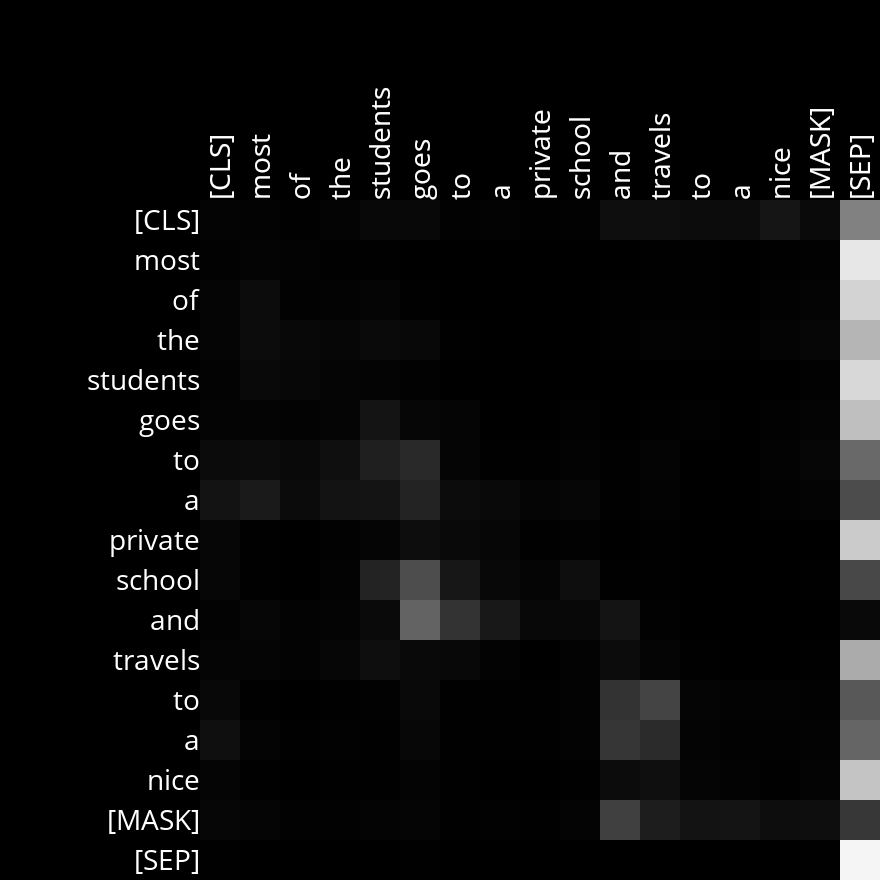 [CLS] most of the students goes to a private school and travels to a nice [MASK] [SEP]
[CLS]
most
of
the
students
goes
to
a
private
school
and
travels
to
a
nice
[MASK]
[SEP]